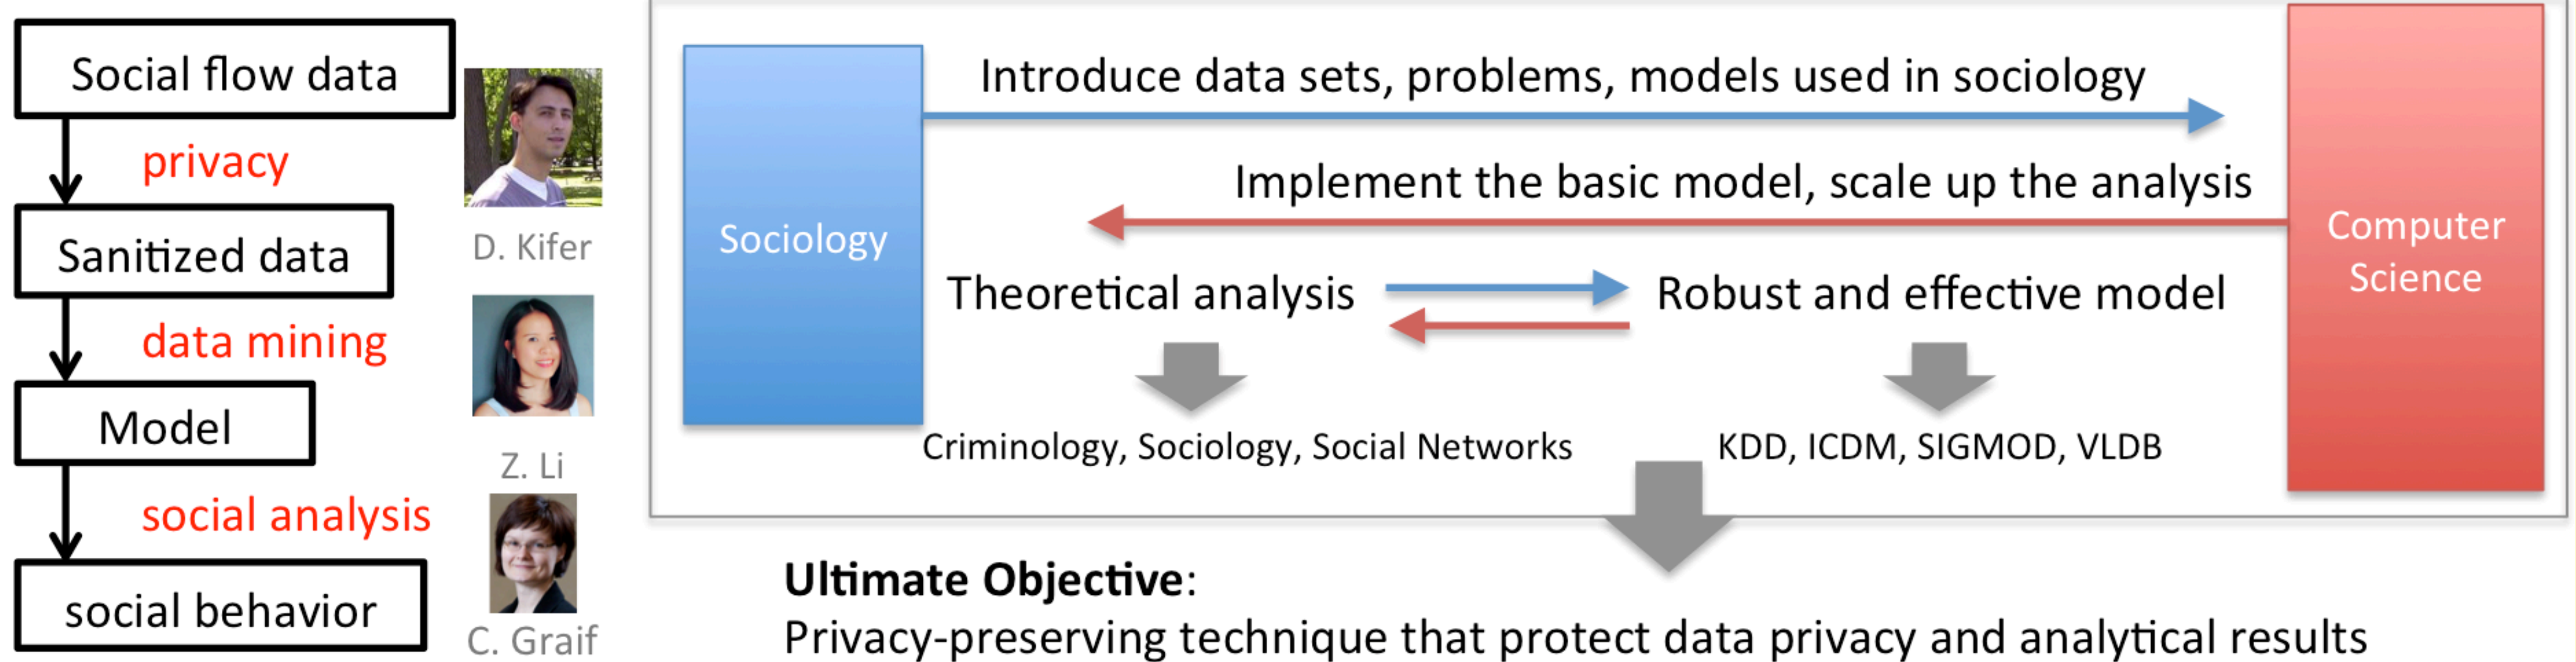 Social flow data
privacy
Sanitized data
data mining
Model
social analysis
social behavior
D. Kifer
Z. Li
C. Graif
Sociology
Introduce data sets, problems, models used in sociology
Implement the basic model, scale up the analysis
Theoretical analysis
Robust and effective model
Criminology, Sociology, Social Networks
KDD, ICDM, SIGMOD, VLDB
Computer
Science
Ultimate Objective:
Privacy-preserving technique that protect data privacy and analytical results